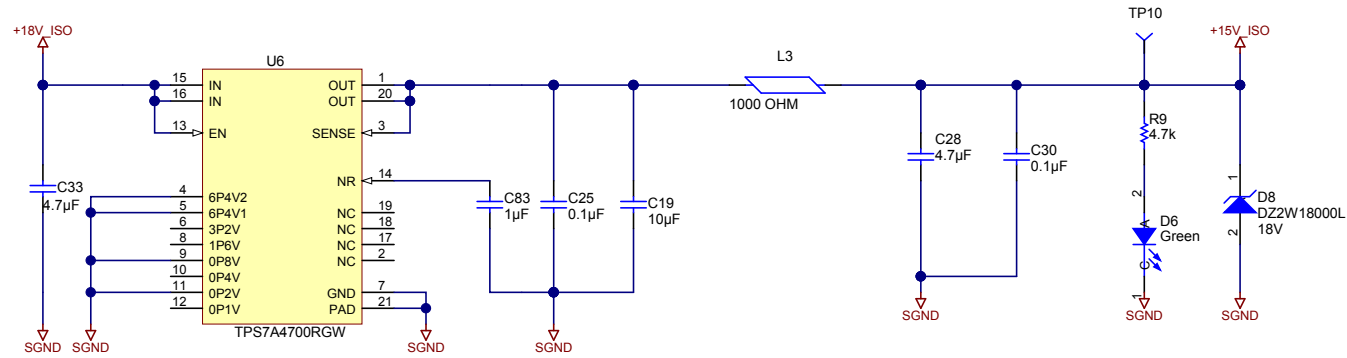 TP10
+18V_ISO
+15V_ISO
U6
L3
15 IN OUT 1
16 IN OUT 20
1000 OHM
13 EN SENSE 3
R9
4.7k
C28
4.7µF
C30
0.1µF
NR 14
C33
4.7µF
4 6P4V2
C83
1µF
C25
0.1µF
C19
10µF
2
1
D8
DZ2W18000L
18V
5 6P4V1 NC 19
6 3P2V NC 18
8 1P6V NC 17
9 0P8V NC 2
A
D6
Green
2
C
10 0P4V
11 0P2V GND 7
12 0P1V PAD 21
1
TPS7A4700RGW
SGND
SGND
SGND
SGND
SGND
SGND
SGND